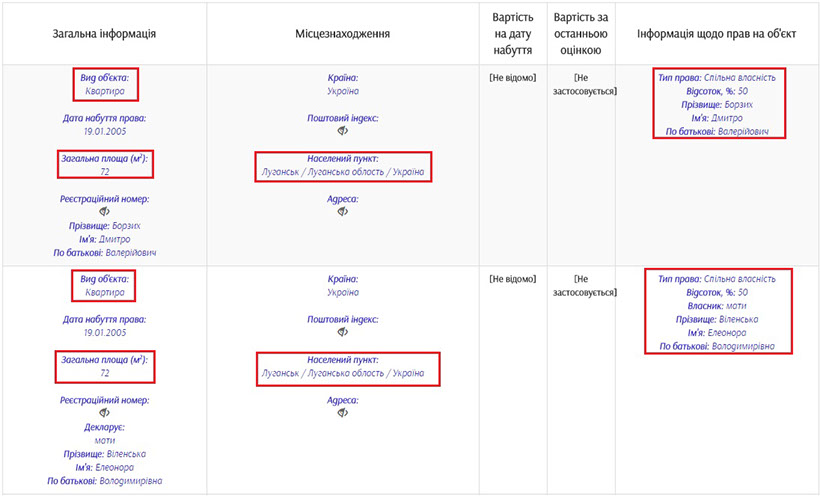 Загальна інформація
Місцезнаходження
Вартість
на дату
набуття
Вартість за
останньою
оцінкою
Інформація щодо прав на об'єкт
Вид об'єкта:
Квартира
Дата набуття права:
19.01.2005
Загальна площа (м²):
72
Реєстраційний номер:
Прізвище: Борзих
Ім'я: Дмитро
По батькові: Валерійович
Країна:
Україна
Поштовий індекс:
Населений пункт:
Луганськ / Луганська область / Україна
Адреса:
[Не відомо]
[Не
застосовується]
Тип права: Спільна власність
Відсоток, %: 50
Прізвище: Борзих
Ім'я: Дмитро
По батькові: Валерійович
Вид об'єкта:
Квартира
Дата набуття права:
19.01.2005
Загальна площа (м²):
72
Реєстраційний номер:
Декларує:
мати
Прізвище: Віленська
Ім'я: Елеонора
По батькові: Володимирівна
Країна:
Україна
Поштовий індекс:
Населений пункт:
Луганськ / Луганська область / Україна
Адреса:
[Не відомо]
[Не
застосовується]
Тип права: Спільна власність
Відсоток, %: 50
Власник: мати
Прізвище: Віленська
Ім'я: Елеонора
По батькові: Володимирівна